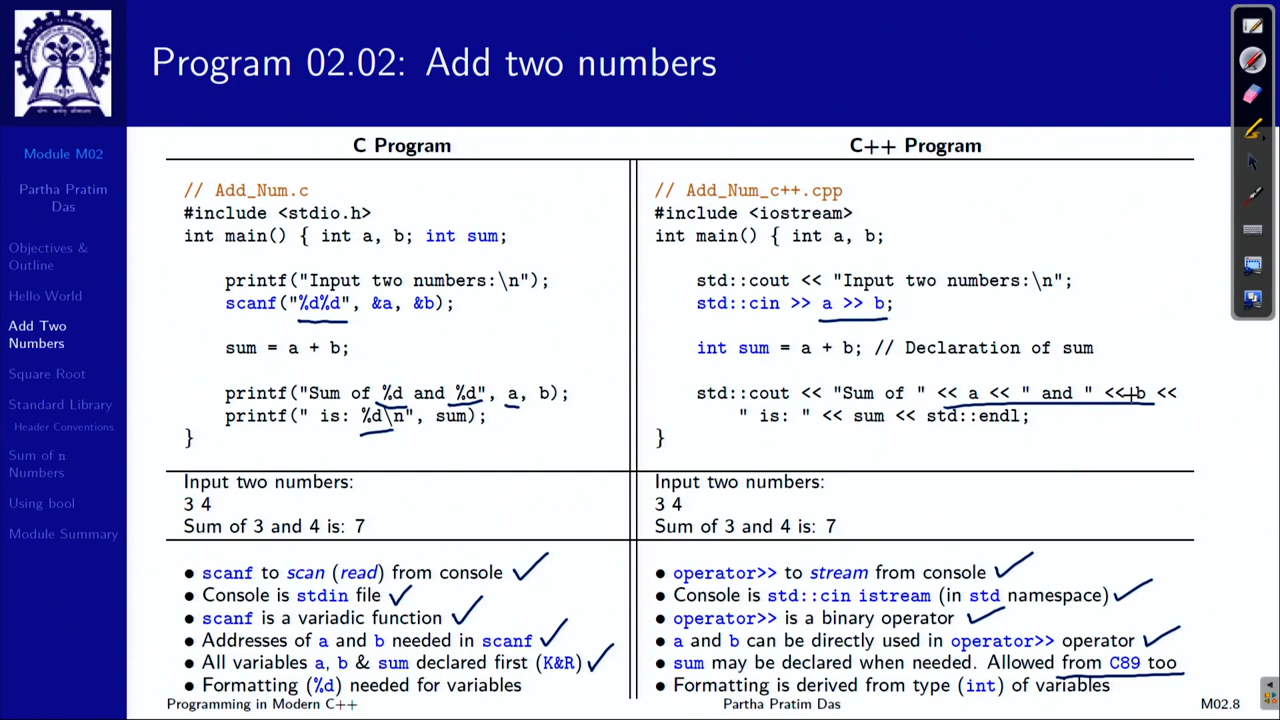 Program 02.02: Add two numbers
Module M02
Partha Pratim
Das
Objectives &
Outline
Hello World
Add Two
Numbers
Square Root
Standard Library
Header Conventions
Sum of n
Numbers
Using bool
Module Summary
C Program
// Add_Num.c
#include <stdio.h>
int main() { int a, b; int sum;
printf("Input two numbers:\n");
scanf("%d%d", &a, &b);
sum = a + b;
printf("Sum of %d and %d", a, b);
printf(" is: %d\n", sum);
}
Input two numbers:
3 4
Sum of 3 and 4 is: 7
• scanf to scan (read) from console
• Console is stdin file
• scanf is a variadic function
• Addresses of a and b needed in scanf
• All variables a, b & sum declared first (K&R)
• Formatting (%d) needed for variables
C++ Program
// Add_Num_c++.cpp
#include <iostream>
int main() { int a, b;
std::cout << "Input two numbers:\n";
std::cin >> a >> b;
int sum = a + b; // Declaration of sum
std::cout << "Sum of " << a << " and " << b <<
" is: " << sum << std::endl;
}
Input two numbers:
3 4
Sum of 3 and 4 is: 7
• operator>> to stream from console
• Console is std::cin istream (in std namespace)
• operator>> is a binary operator
• a and b can be directly used in operator>> operator
• sum may be declared when needed. Allowed from C89 too
• Formatting is derived from type (int) of variables
Programming in Modern C++
Partha Pratim Das
M02.8